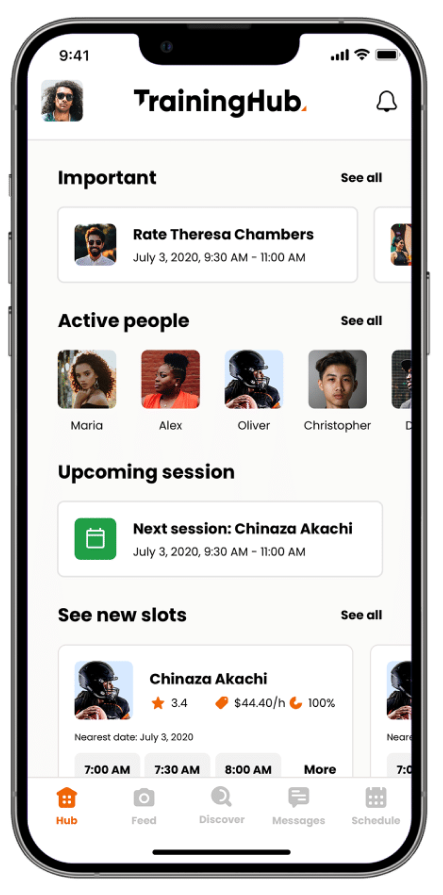 9:41
TrainingHub.
Important See all
Rate Theresa Chambers
July 3, 2020, 9:30 AM - 11:00 AM
Active people See all
Maria Alex Oliver Christopher
Upcoming session
Next session: Chinaza Akachi
July 3, 2020, 9:30 AM - 11:00 AM
See new slots See all
Chinaza Akachi
3.4 $44.40/h 100%
Nearest date: July 3, 2020
7:00 AM 7:30 AM 8:00 AM More
Hub Feed Discover Messages Schedule